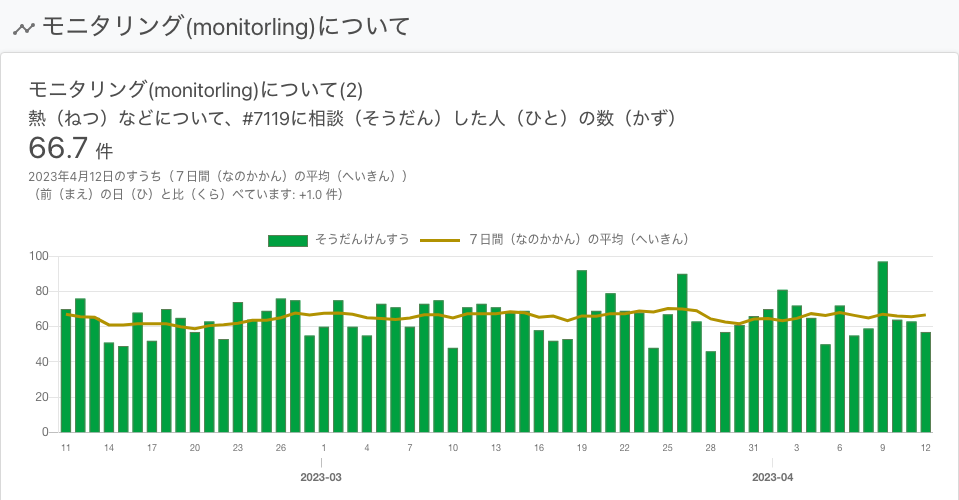 モニタリング(monitorling)について
モニタリング(monitorling)について(2)
熱（ねつ）などについて、#7119に相談（そうだん）した人（ひと）の数（かず）
66.7 件
2023年4月12日のすうち（７日間（なのかかん）の平均（へいきん））
（前（まえ）の日（ひ）と比（くら）べています: +1.0 件）
そうだんけんすう ７日間（なのかかん）の平均（へいきん）
100
80
60
40
20
0
11 14 17 20 23 26 1 4 7 10 13 16 19 22 25 28 31 3 6 9 12
2023-03 2023-04